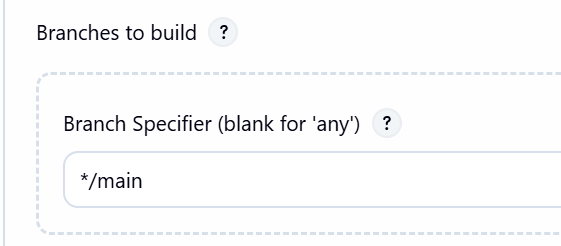 Branches to build ?
Branch Specifier (blank for 'any') ?
*/main